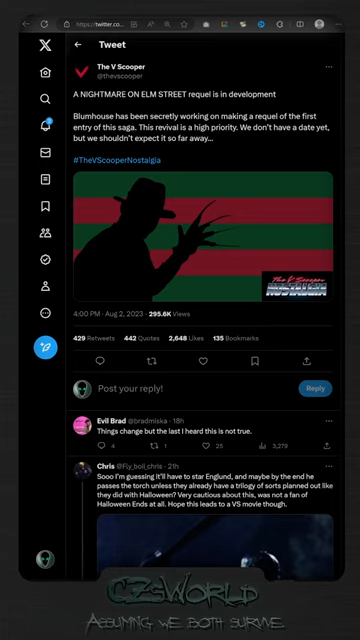 https://twitter.co...
Tweet
The V Scooper
@thevscooper
A NIGHTMARE ON ELM STREET requel is in development
Blumhouse has been secretly working on making a requel of the first
entry of this saga. This revival is a high priority. We don't have a date yet,
but we shouldn't expect it so far away...
#TheVScooperNostalgia
The V Scooper
NOSTALGIA
4:00 PM · Aug 2, 2023 · 295.6K Views
429 Retweets 442 Quotes 2,648 Likes 135 Bookmarks
Post your reply!
Reply
Evil Brad @bradmiska · 18h
Things change but the last I heard this is not true.
4 1 25 3,279
Chris @Fly_boii_chris · 21h
Sooo I'm guessing it'll have to star Englund, and maybe by the end he
passes the torch unless they already have a trilogy of sorts planned out like
they did with Halloween? Very cautious about this, was not a fan of
Halloween Ends at all. Hope this leads to a VS movie though.
CZsWorld
Assuming we both survive.